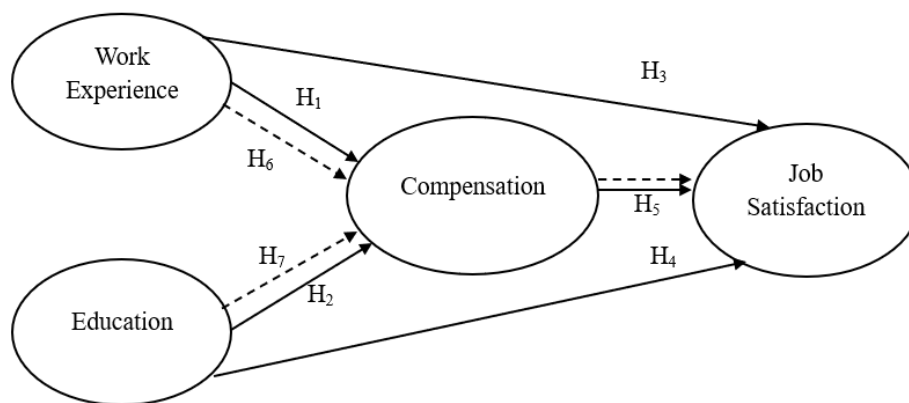 Work
Experience
H₃
H₁
H₆
Compensation
Job
Satisfaction
H₅
H₇
H₄
H₂
Education